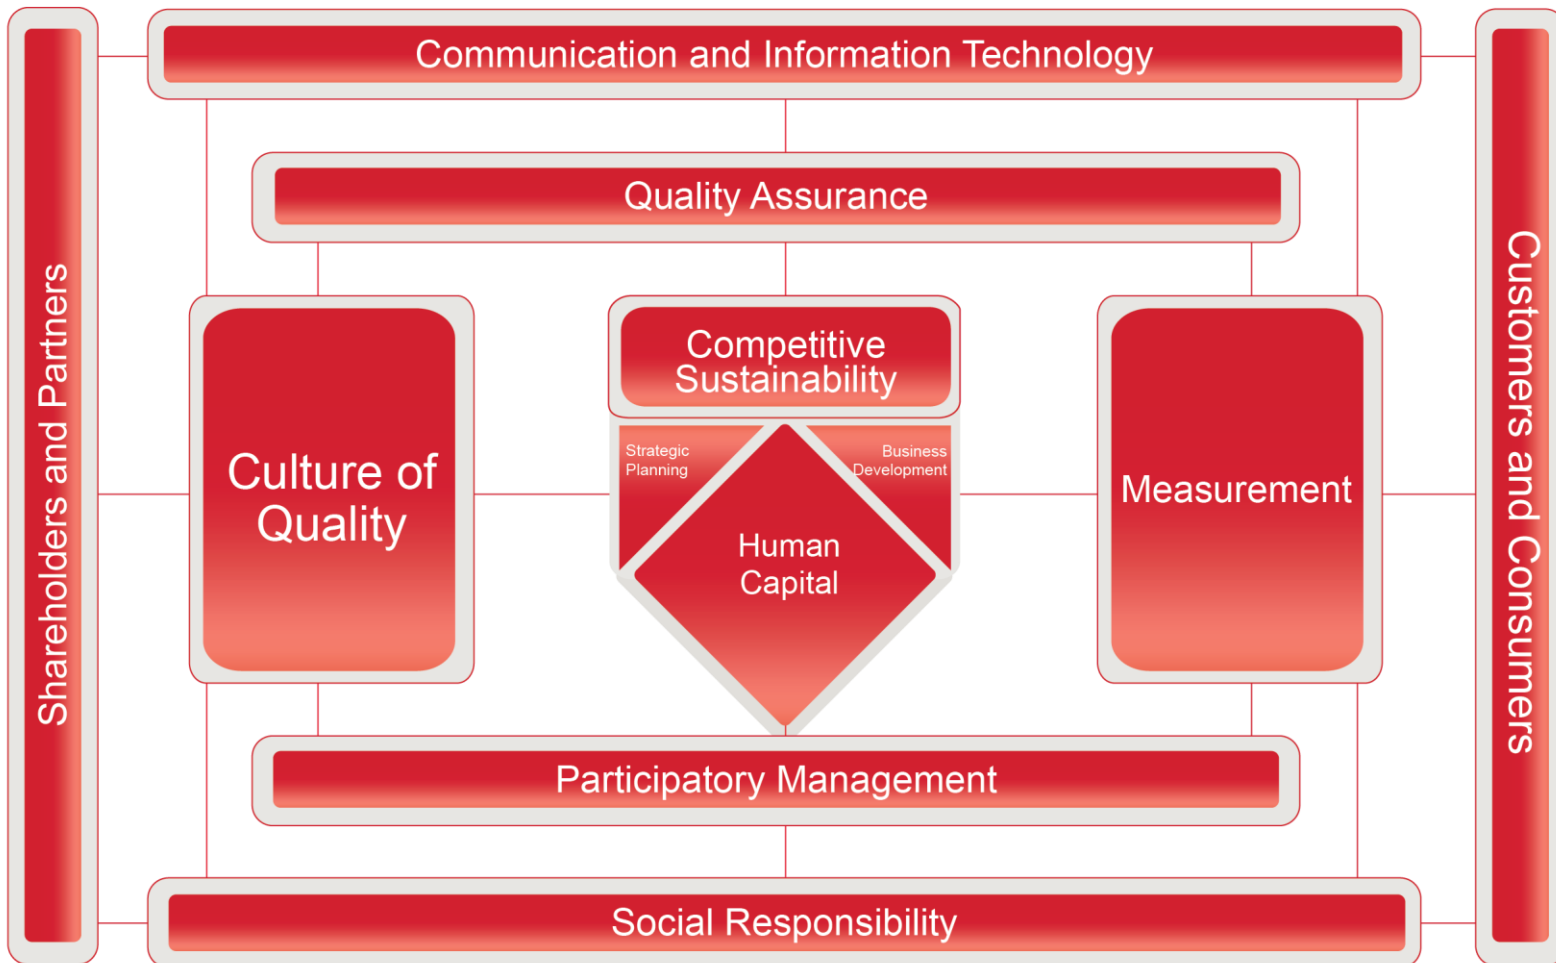 Communication and Information Technology
Quality Assurance
Shareholders and Partners
Culture of
Quality
Competitive
Sustainability
Strategic
Planning
Business
Development
Human
Capital
Measurement
Customers and Consumers
Participatory Management
Social Responsibility